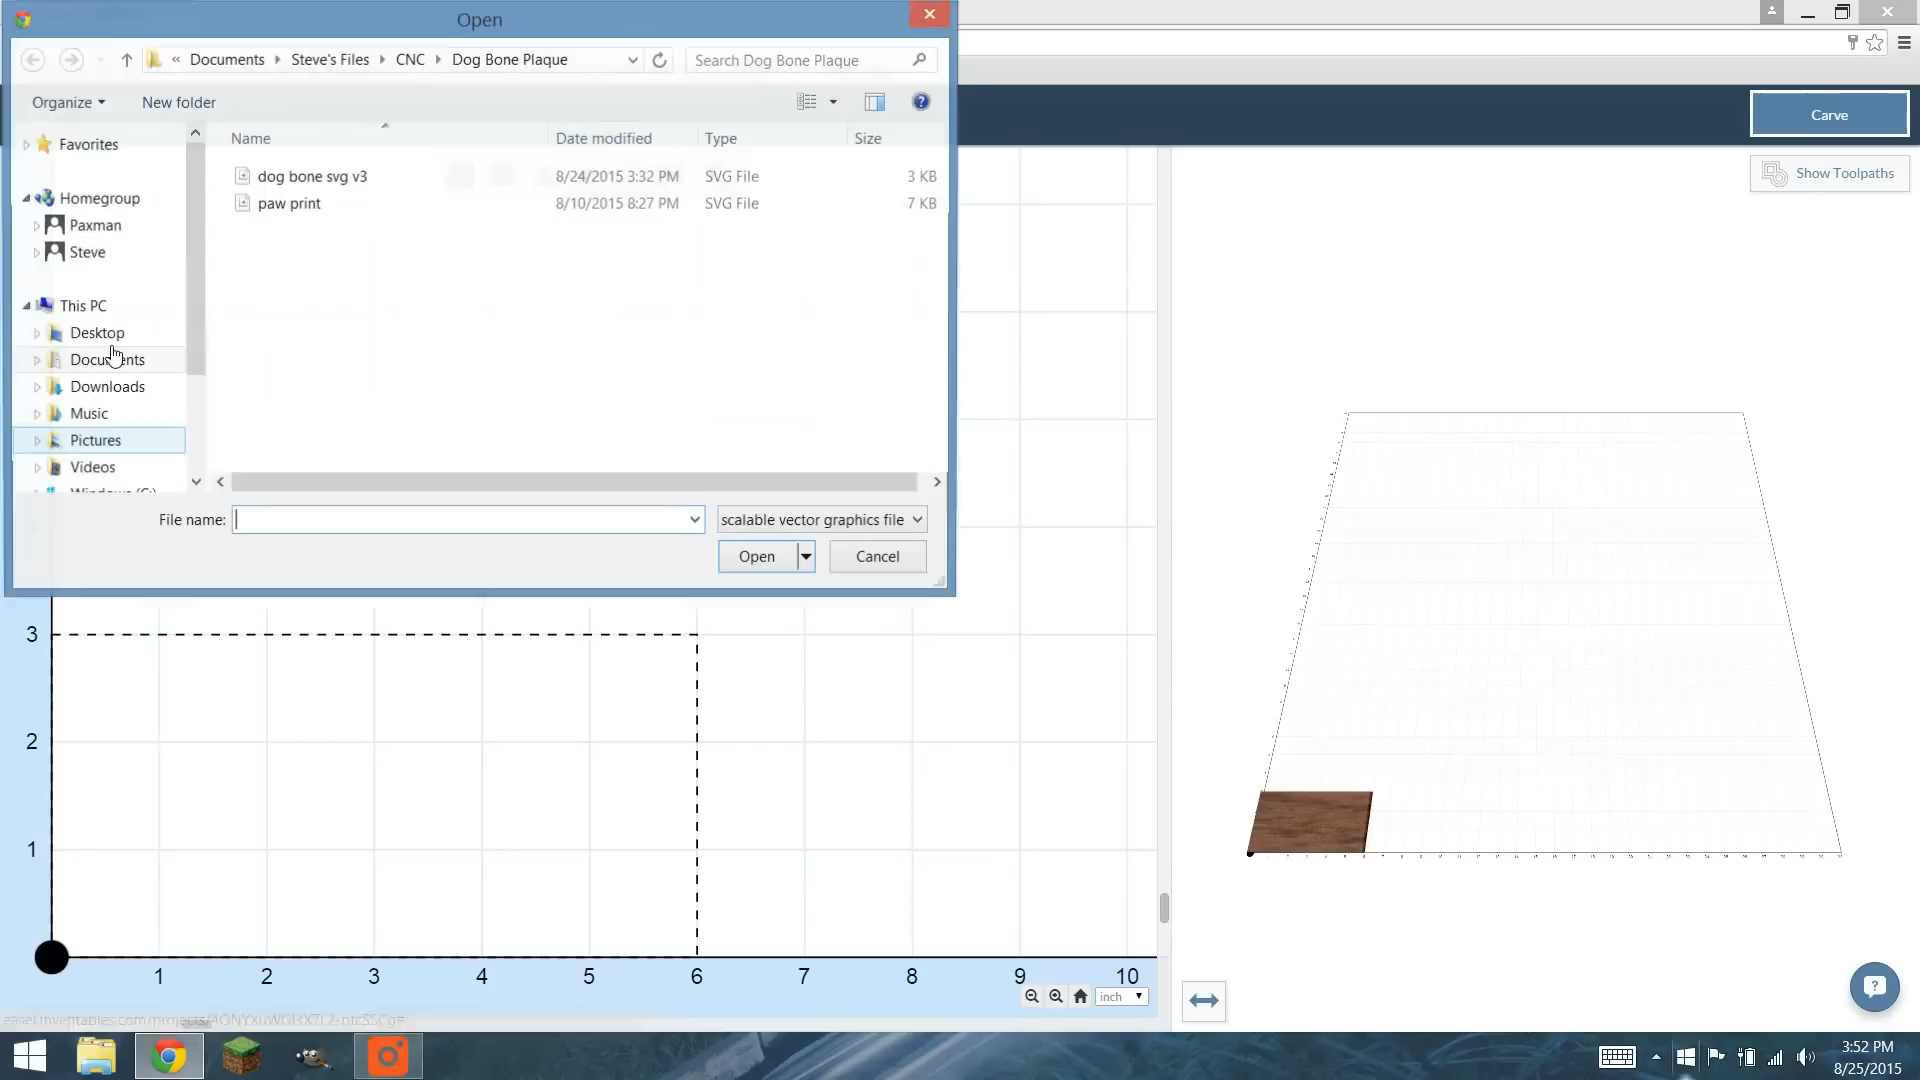 Open
« Documents Steve's Files CNC Dog Bone Plaque
Search Dog Bone Plaque
Organize
New folder
Name
Date modified
Type
Size
dog bone svg v3
8/24/2015 3:32 PM
SVG File
3 KB
paw print
8/10/2015 8:27 PM
SVG File
7 KB
Favorites
Homegroup
Paxman
Steve
This PC
Desktop
Documents
Downloads
Music
Pictures
Videos
File name:
scalable vector graphics file
Open
Cancel
Carve
Show Toolpaths
3
2
1
1 2 3 4 5 6 7 8 9 10
inch
?
3:52 PM
8/25/2015